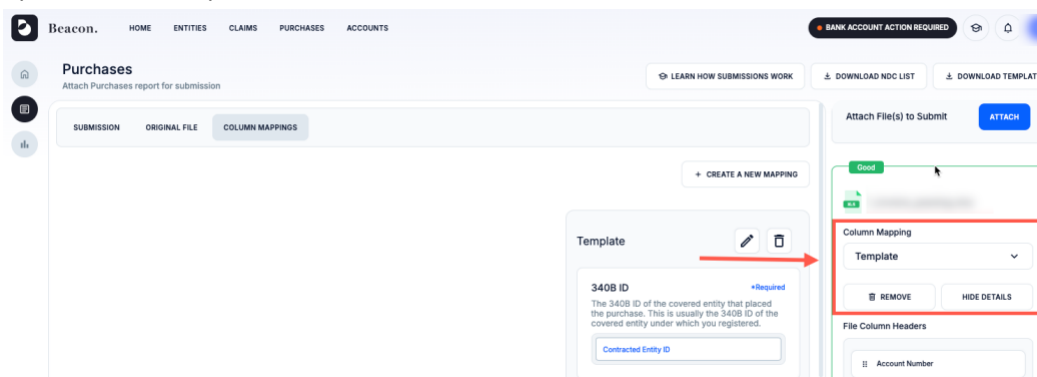 Beacon.
HOME ENTITIES CLAIMS PURCHASES ACCOUNTS
BANK ACCOUNT ACTION REQUIRED
Purchases
Attach Purchases report for submission
LEARN HOW SUBMISSIONS WORK
DOWNLOAD NDC LIST
DOWNLOAD TEMPLAT
SUBMISSION ORIGINAL FILE COLUMN MAPPINGS
Attach File(s) to Submit
ATTACH
+ CREATE A NEW MAPPING
Good
XLS
Column Mapping
Template
REMOVE
HIDE DETAILS
File Column Headers
Account Number
Template
340B ID
*Required
The 340B ID of the covered entity that placed
the purchase. This is usually the 340B ID of the
covered entity under which you registered.
Contracted Entity ID